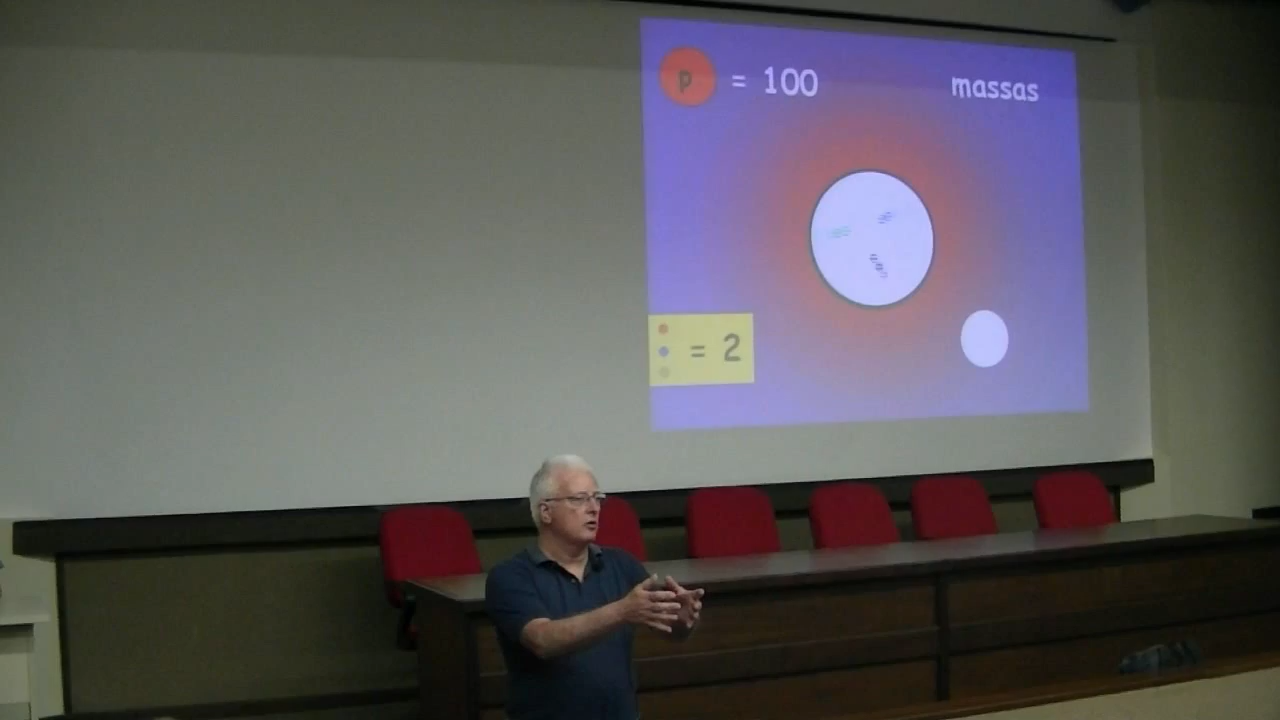 p = 100
massas
= 2